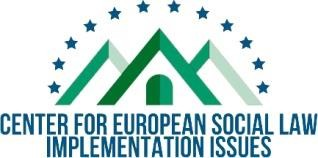 CENTER FOR EUROPEAN SOCIAL LAW
IMPLEMENTATION ISSUES